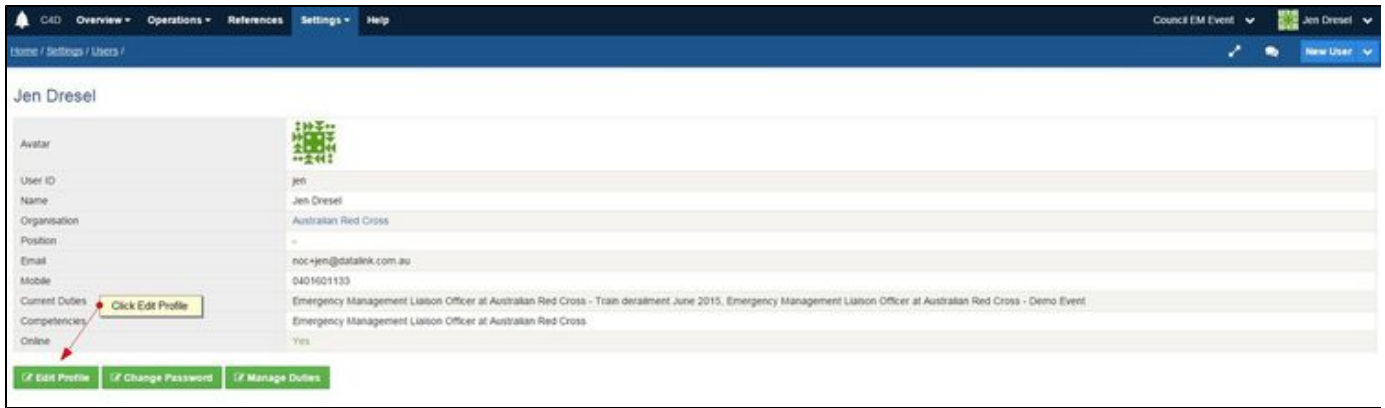 C4D Overview Operations References Settings Help Council EM Event Jen Dresel
Home / Settings / Users / New User
Jen Dresel
Avatar
User ID jen
Name Jen Dresel
Organisation Australian Red Cross
Position -
Email noc+jen@datalink.com.au
Mobile 0401601133
Current Duties Emergency Management Liaison Officer at Australian Red Cross - Train derailment June 2015, Emergency Management Liaison Officer at Australian Red Cross - Demo Event
Click Edit Profile
Competencies Emergency Management Liaison Officer at Australian Red Cross
Online Yes
Edit Profile Change Password Manage Duties